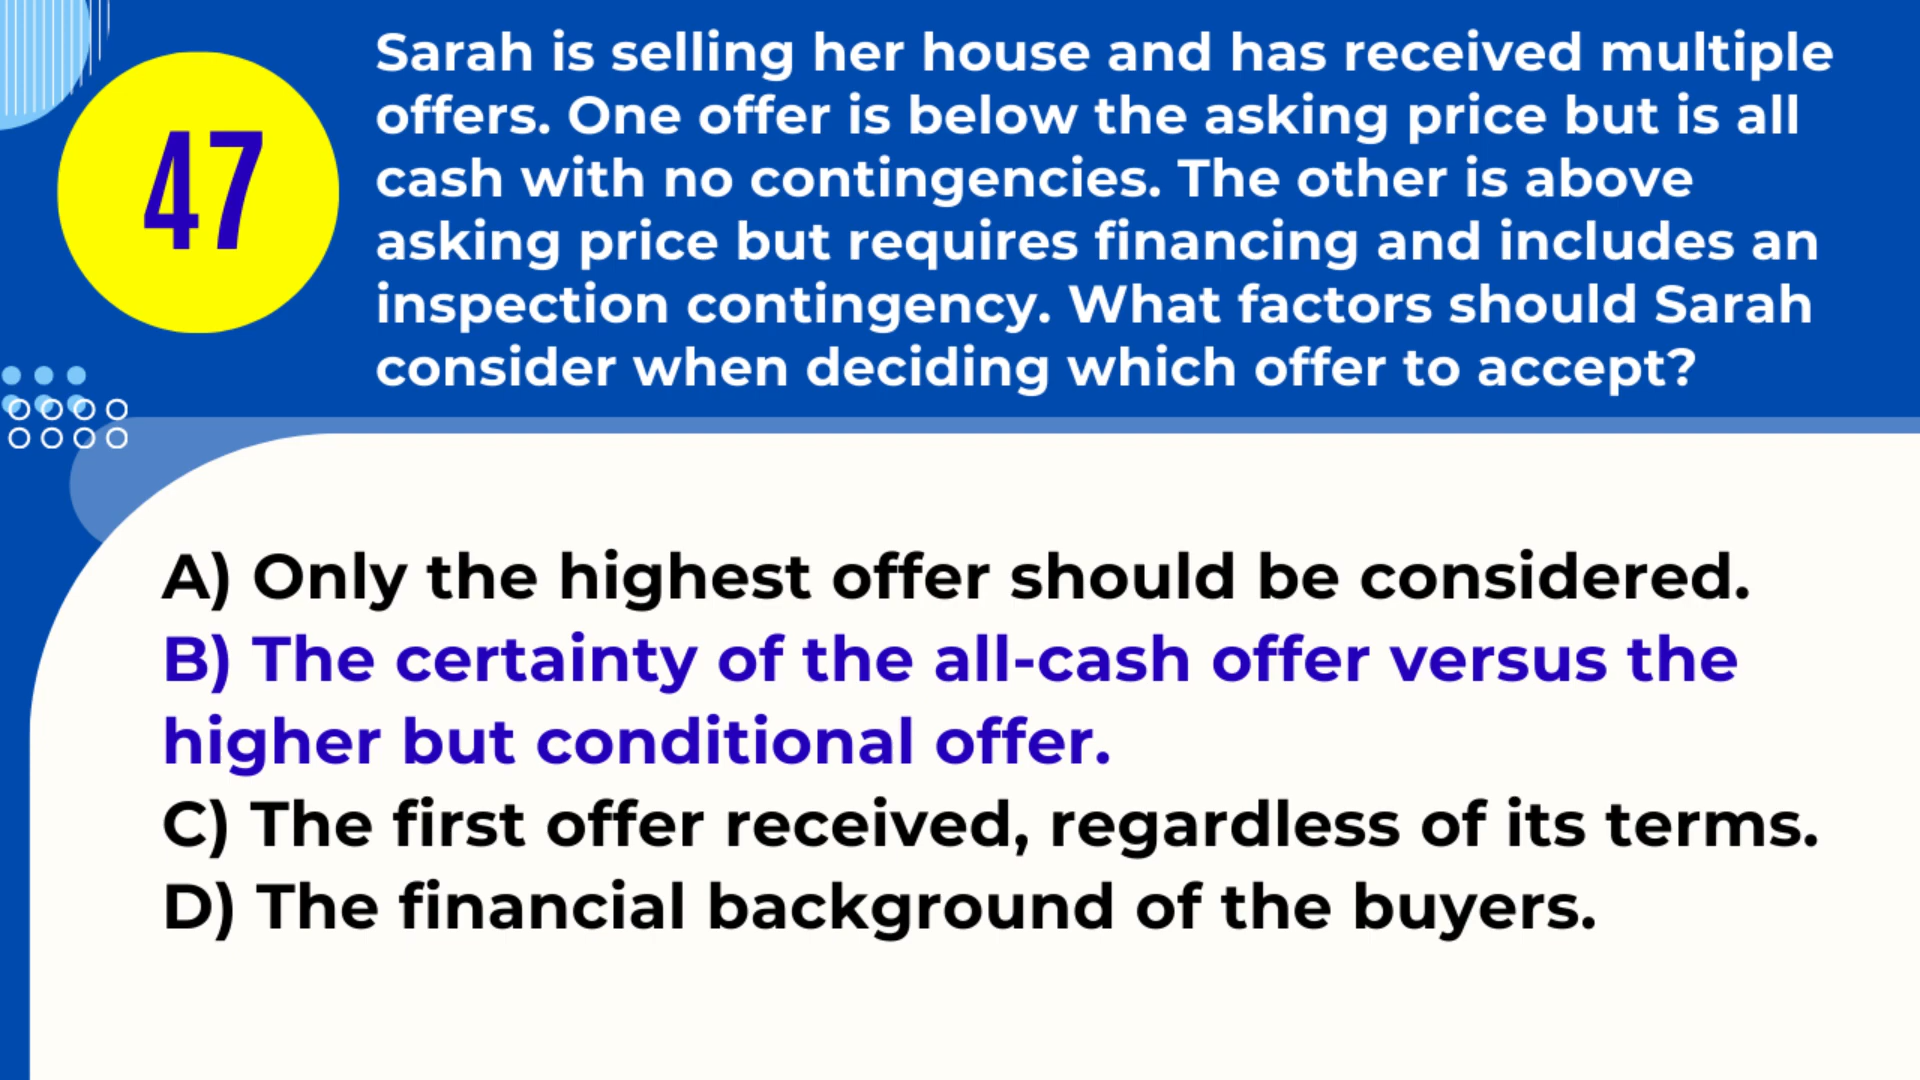 47
Sarah is selling her house and has received multiple
offers. One offer is below the asking price but is all
cash with no contingencies. The other is above
asking price but requires financing and includes an
inspection contingency. What factors should Sarah
consider when deciding which offer to accept?
A) Only the highest offer should be considered.
B) The certainty of the all-cash offer versus the
higher but conditional offer.
C) The first offer received, regardless of its terms.
D) The financial background of the buyers.